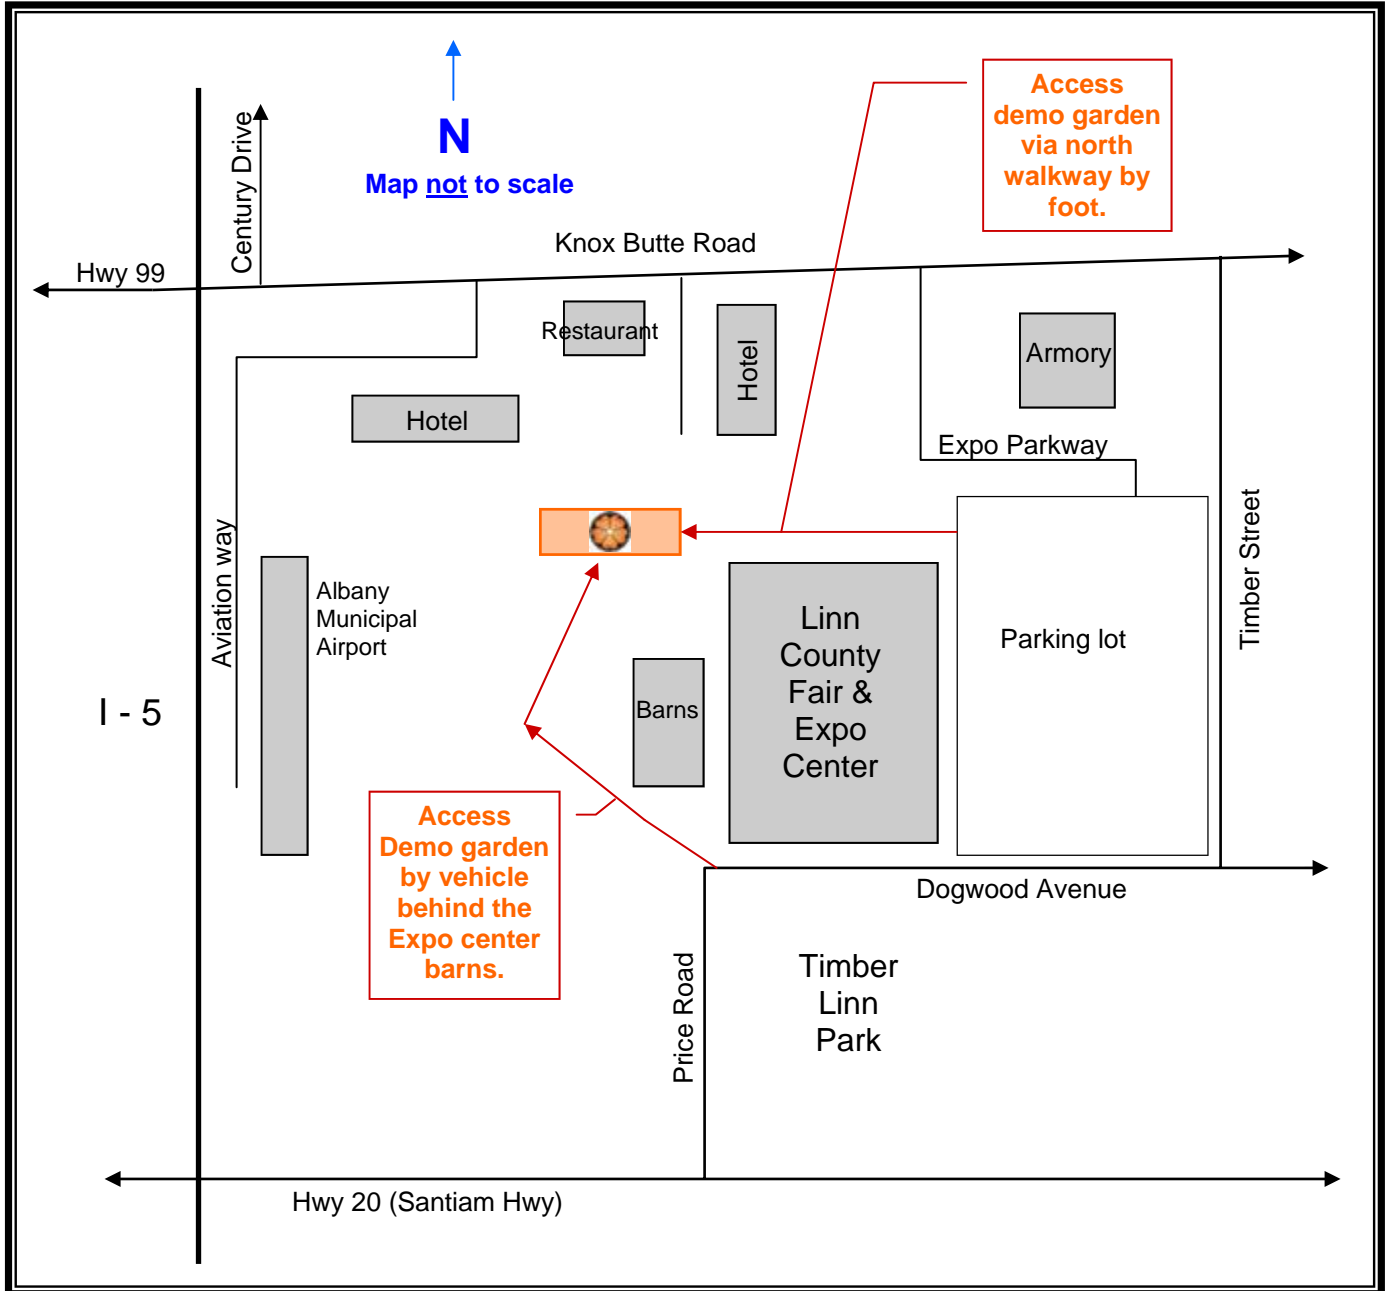 Century Drive
N
Map not to scale
Access
demo garden
via north
walkway by
foot.
Knox Butte Road
Hwy 99
Restaurant
Hotel
Armory
Hotel
Expo Parkway
Aviation way
Albany
Municipal
Airport
Timber Street
Linn
County
Fair &
Expo
Center
Parking lot
Barns
I - 5
Access
Demo garden
by vehicle
behind the
Expo center
barns.
Dogwood Avenue
Price Road
Timber
Linn
Park
Hwy 20 (Santiam Hwy)